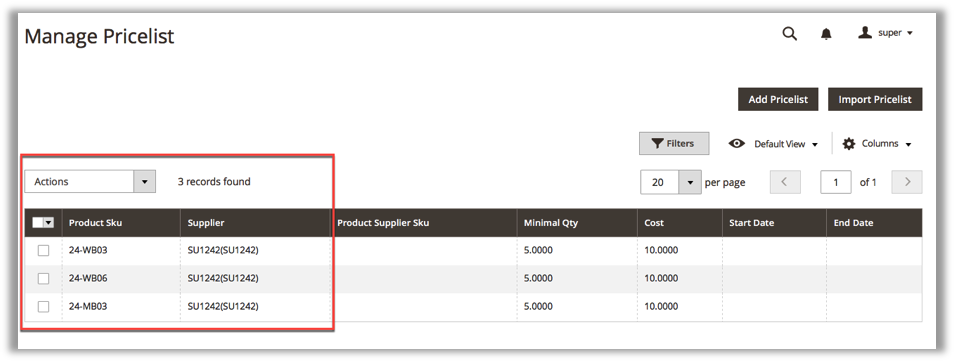 Manage Pricelist
super
Add Pricelist Import Pricelist
Filters Default View Columns
Actions 3 records found 20 per page 1 of 1
Product Sku Supplier Product Supplier Sku Minimal Qty Cost Start Date End Date
24-WB03 SU1242(SU1242) 5.0000 10.0000
24-WB06 SU1242(SU1242) 5.0000 10.0000
24-MB03 SU1242(SU1242) 5.0000 10.0000